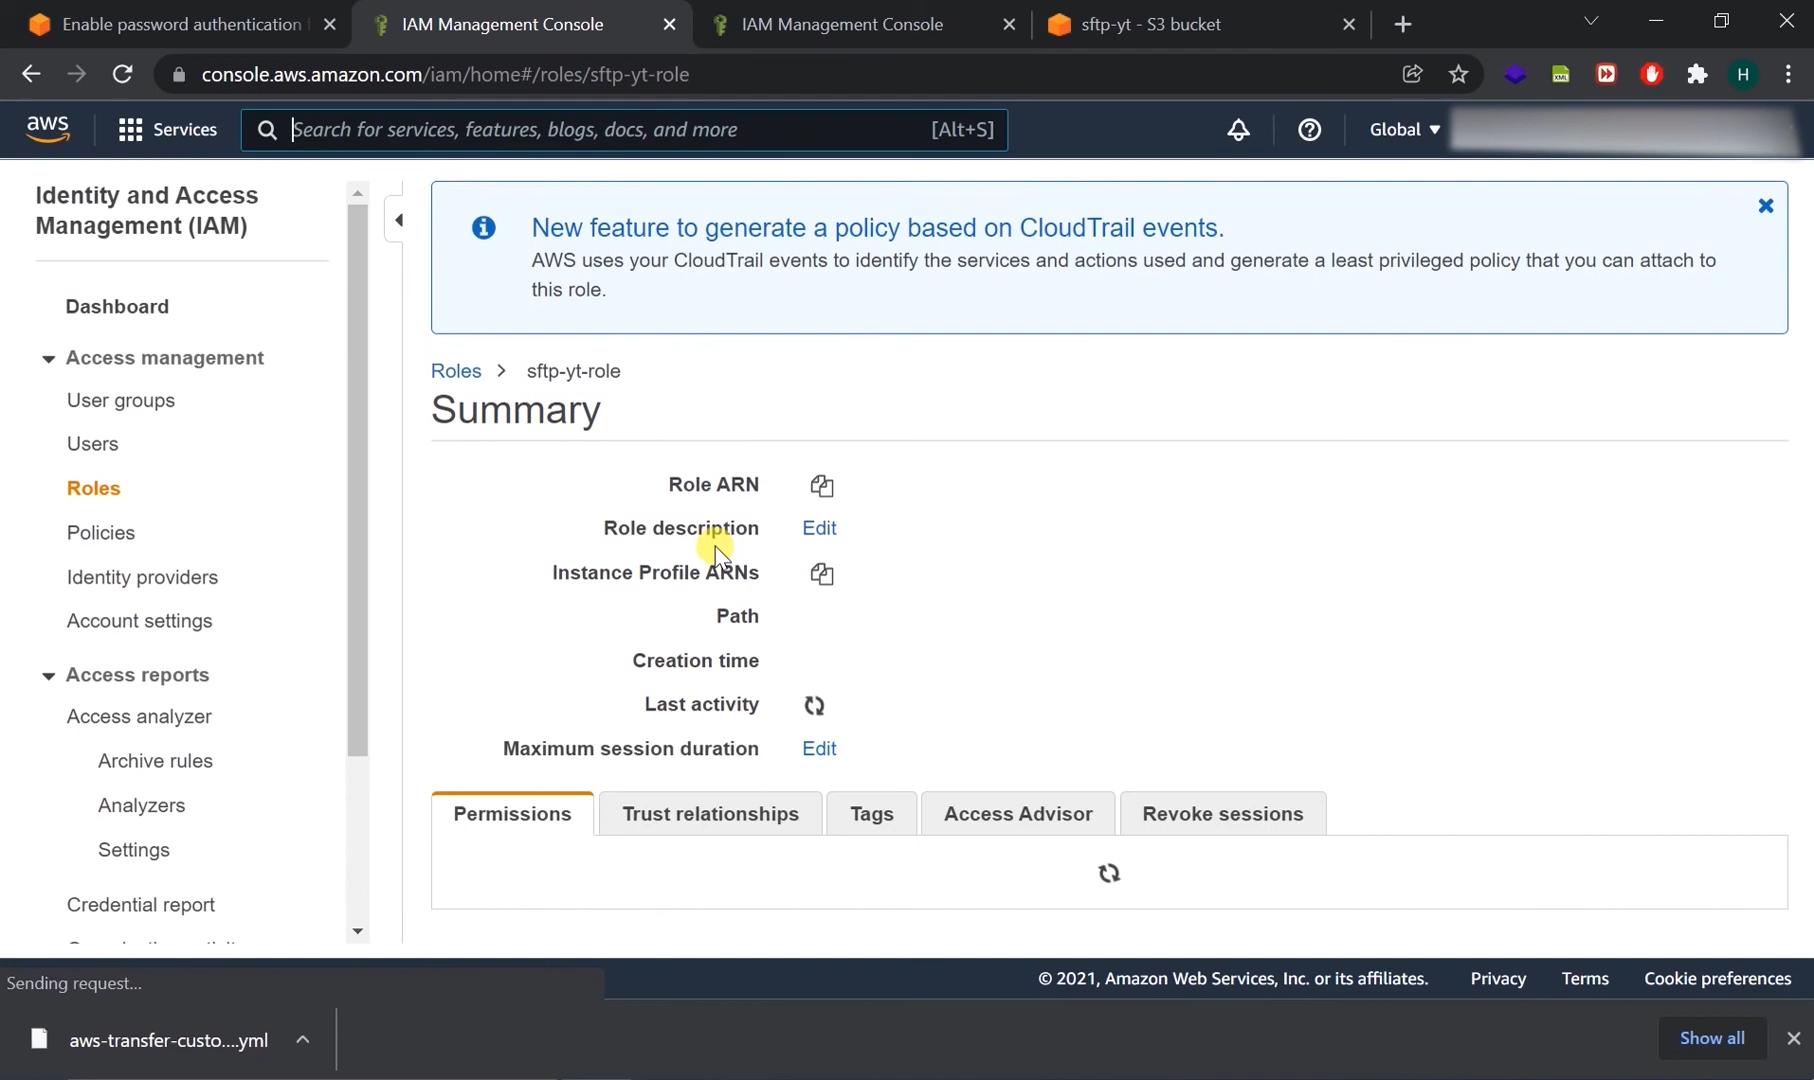 Enable password authentication
IAM Management Console
IAM Management Console
sftp-yt - S3 bucket
console.aws.amazon.com/iam/home#/roles/sftp-yt-role
H
aws
Services
Search for services, features, blogs, docs, and more
[Alt+S]
Global
Identity and Access
Management (IAM)
Dashboard
Access management
User groups
Users
Roles
Policies
Identity providers
Account settings
Access reports
Access analyzer
Archive rules
Analyzers
Settings
Credential report
New feature to generate a policy based on CloudTrail events.
AWS uses your CloudTrail events to identify the services and actions used and generate a least privileged policy that you can attach to
this role.
Roles > sftp-yt-role
Summary
Role ARN
Role description Edit
Instance Profile ARNs
Path
Creation time
Last activity
Maximum session duration Edit
Permissions
Trust relationships
Tags
Access Advisor
Revoke sessions
Sending request...
© 2021, Amazon Web Services, Inc. or its affiliates.
Privacy
Terms
Cookie preferences
aws-transfer-custo....yml
Show all